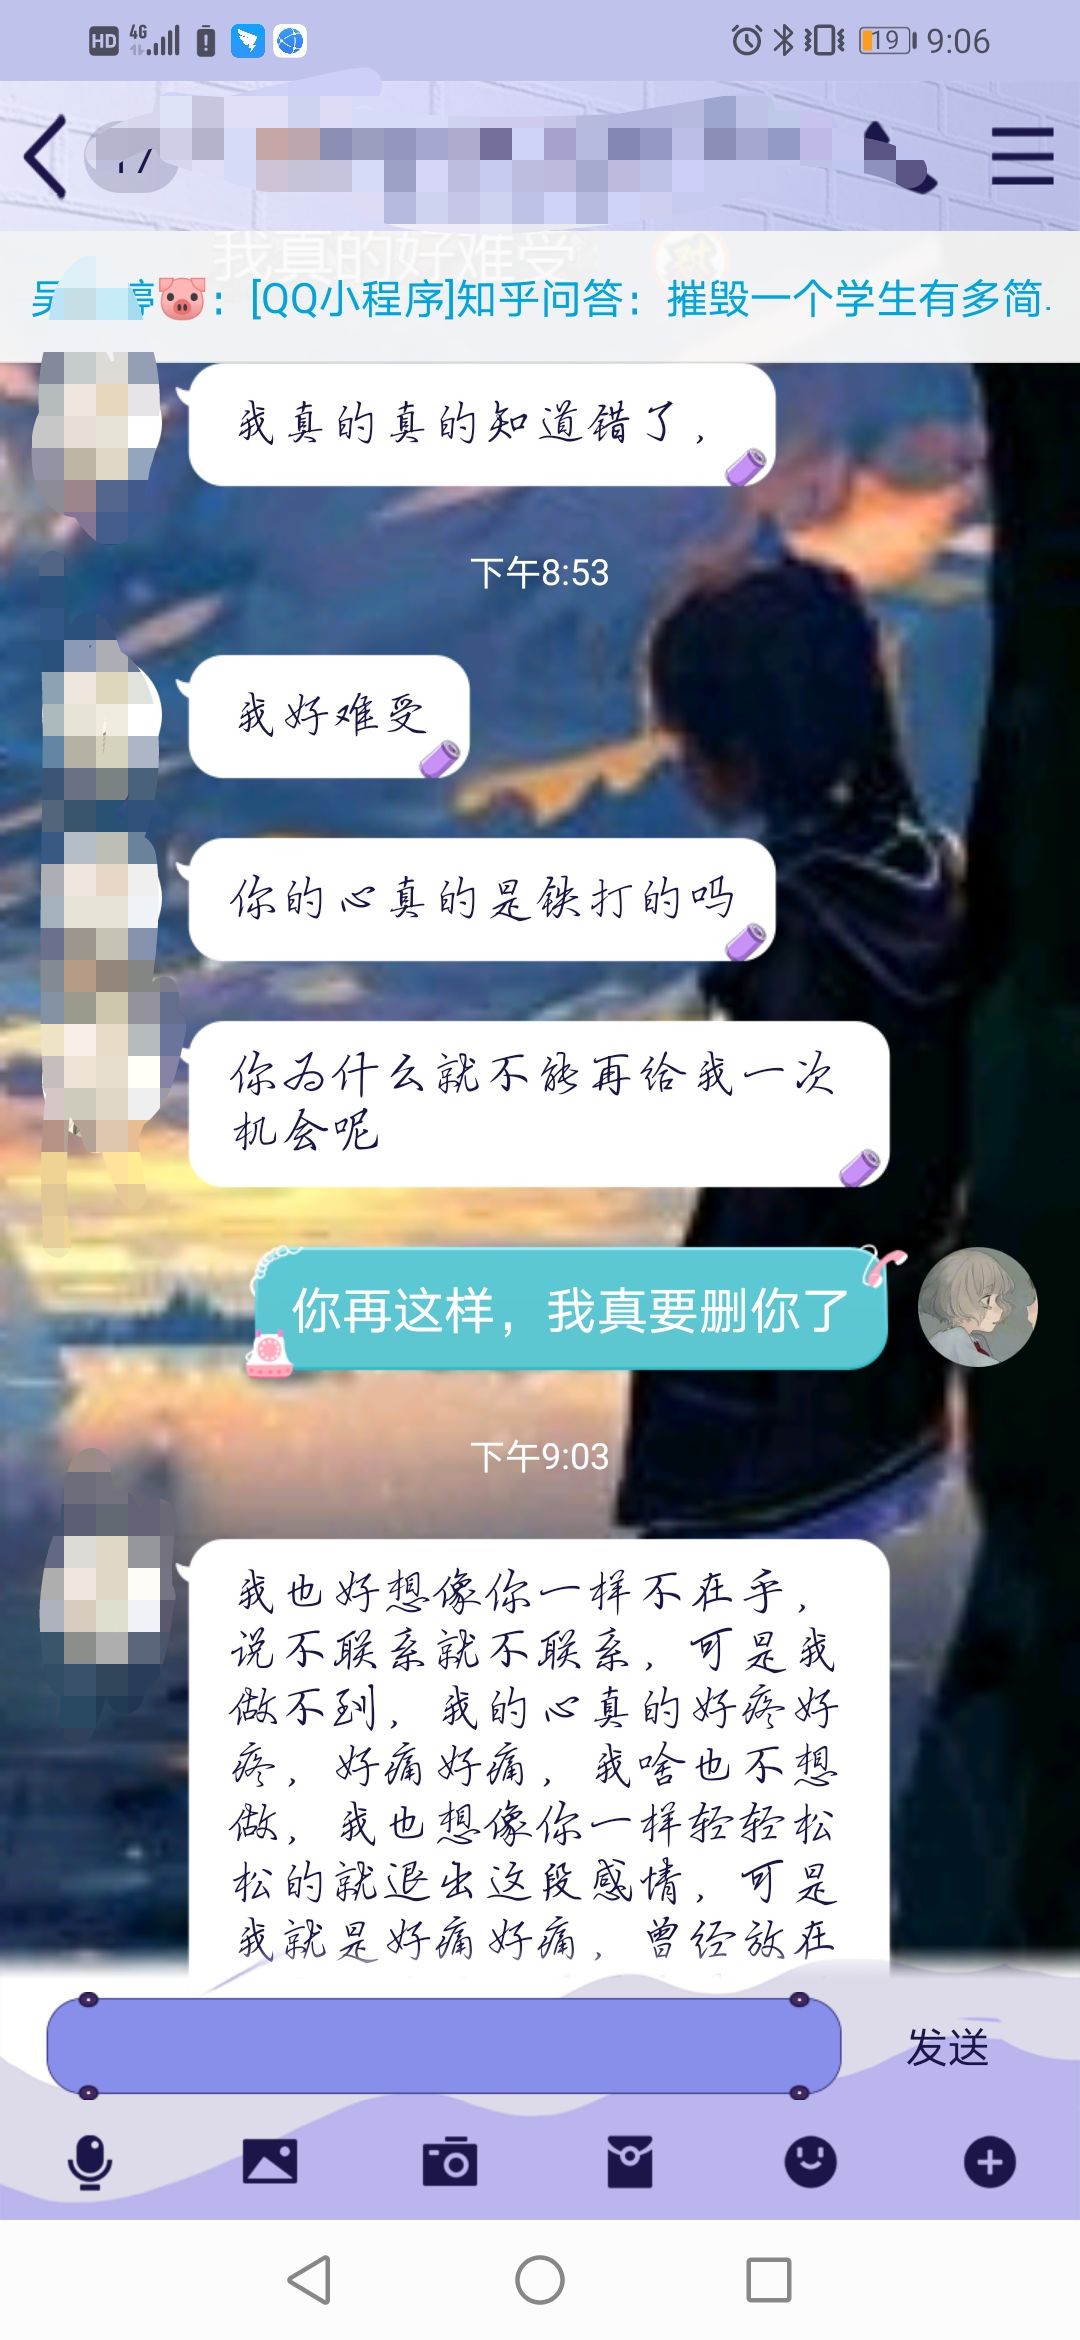 HD 4G 19 9:06
17
我真的好难受
婷🐷：[QQ小程序]知乎问答：摧毁一个学生有多简.
我真的真的知道错了，
下午8:53
我好难受
你的心真的是铁打的吗
你为什么就不能再给我一次
机会呢
你再这样，我真要删你了
下午9:03
我也好想像你一样不在乎，
说不联系就不联系，可是我
做不到，我的心真的好疼好
疼，好痛好痛，我啥也不想
做，我也想像你一样轻轻松
松的就退出这段感情，可是
我就是好痛好痛，曾经放在
发送